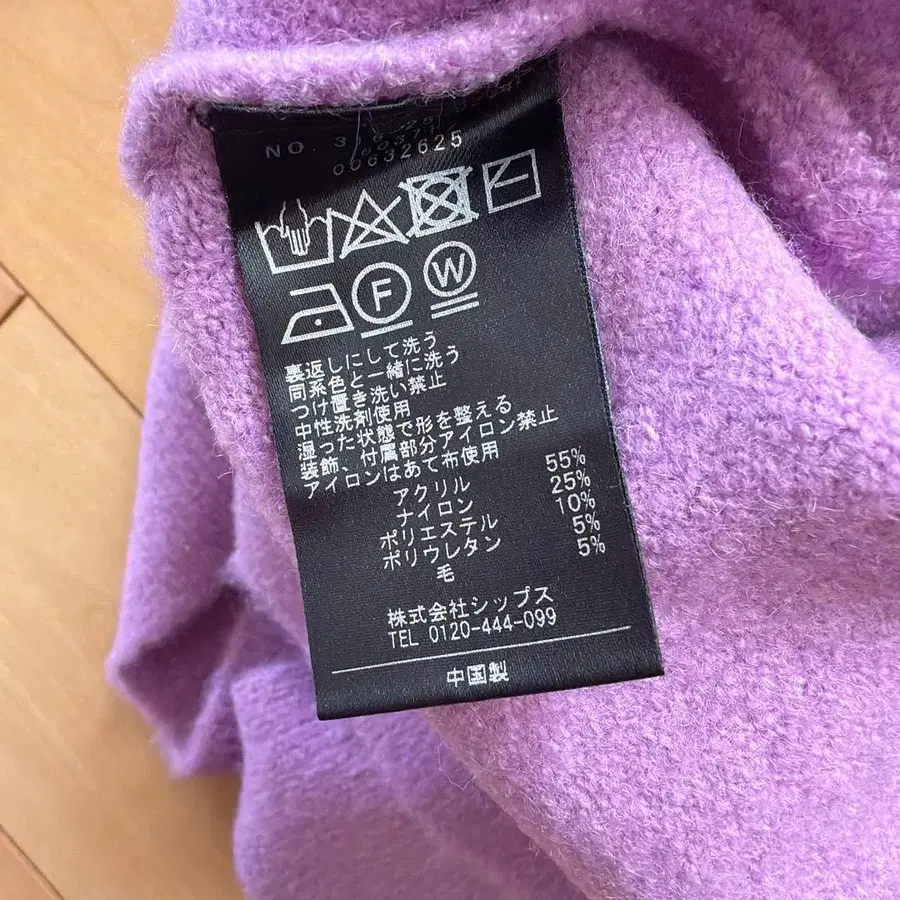 00632625
F
W
裏返しにして洗う
同系色と一緒に洗う
つけ置き洗い禁止
中性洗剤使用
湿った状態で形を整える
装飾、付属部分アイロン禁止
アイロンはあて布使用
アクリル 55%
ナイロン 25%
ポリエステル 10%
ポリウレタン 5%
毛 5%
株式会社シップス
TEL 0120-444-099
中国製